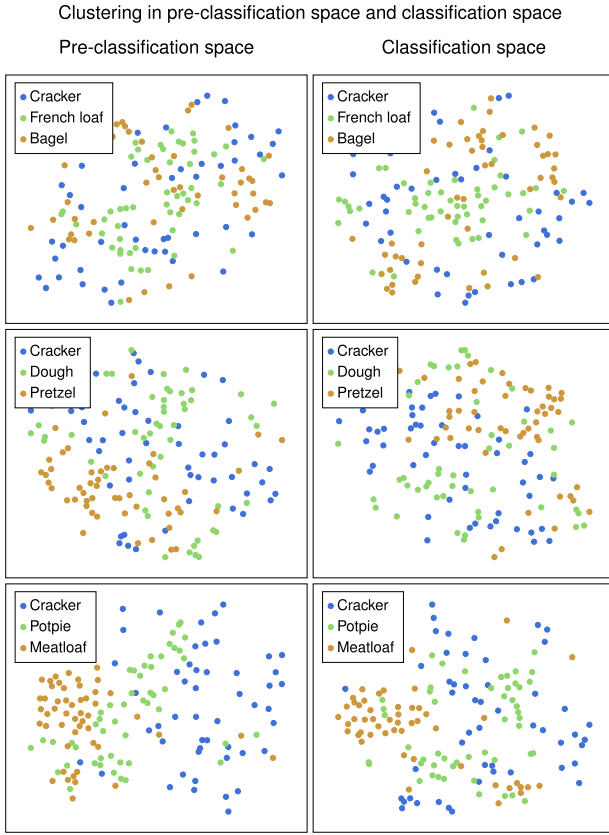 Clustering in pre-classification space and classification space
Pre-classification space
Classification space
Cracker
French loaf
Bagel
Cracker
French loaf
Bagel
Cracker
Dough
Pretzel
Cracker
Dough
Pretzel
Cracker
Potpie
Meatloaf
Cracker
Potpie
Meatloaf